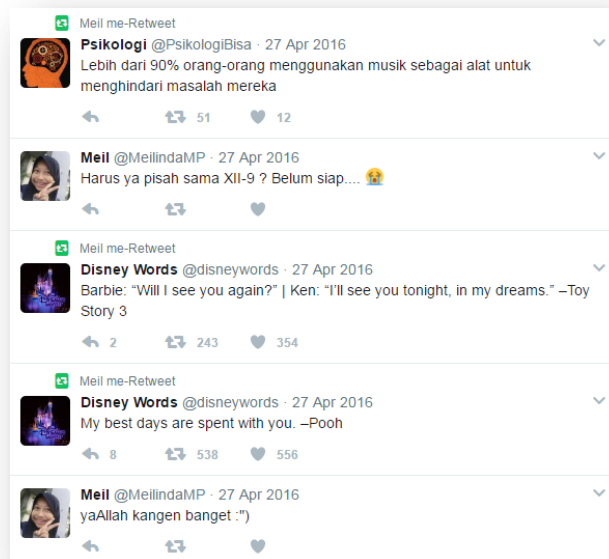 Meil me-Retweet
Psikologi @PsikologiBisa · 27 Apr 2016
Lebih dari 90% orang-orang menggunakan musik sebagai alat untuk
menghindari masalah mereka
51 12
Meil @MeilindaMP · 27 Apr 2016
Harus ya pisah sama XII-9 ? Belum siap.... 😭
Meil me-Retweet
Disney Words @disneywords · 27 Apr 2016
Barbie: “Will I see you again?” | Ken: “I’ll see you tonight, in my dreams.” –Toy
Story 3
2 243 354
Meil me-Retweet
Disney Words @disneywords · 27 Apr 2016
My best days are spent with you. –Pooh
8 538 556
Meil @MeilindaMP · 27 Apr 2016
yaAllah kangen banget :")